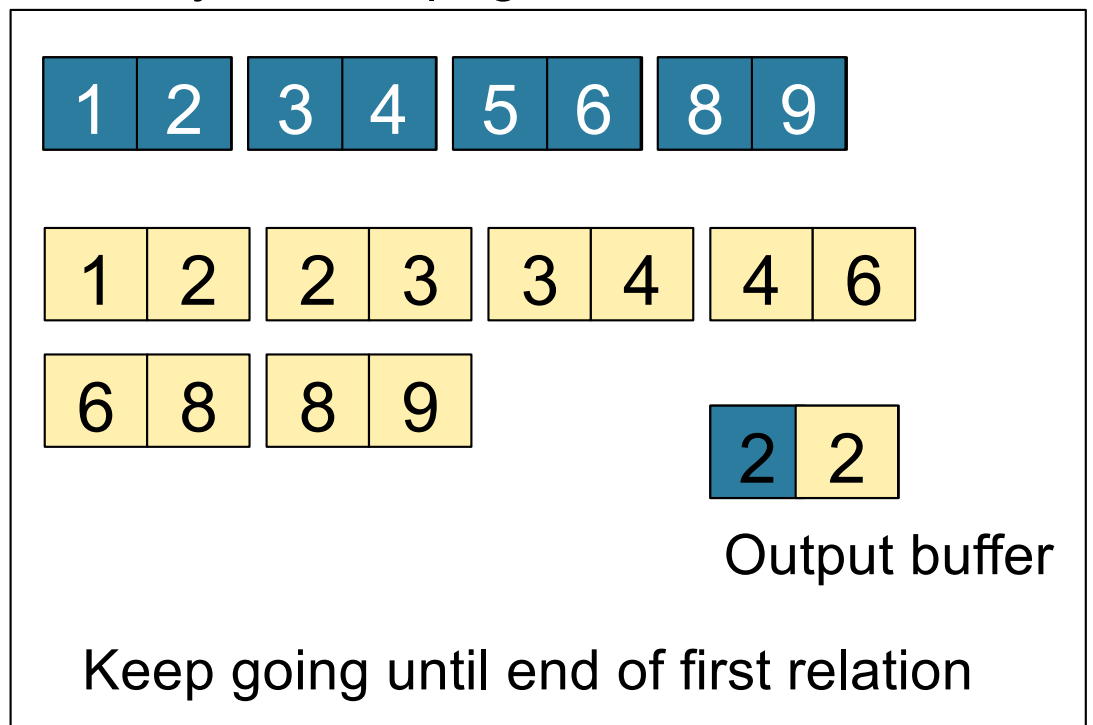 1 2 3 4 5 6 8 9
1 2 2 3 3 4 4 6
6 8 8 9
2 2
Output buffer
Keep going until end of first relation